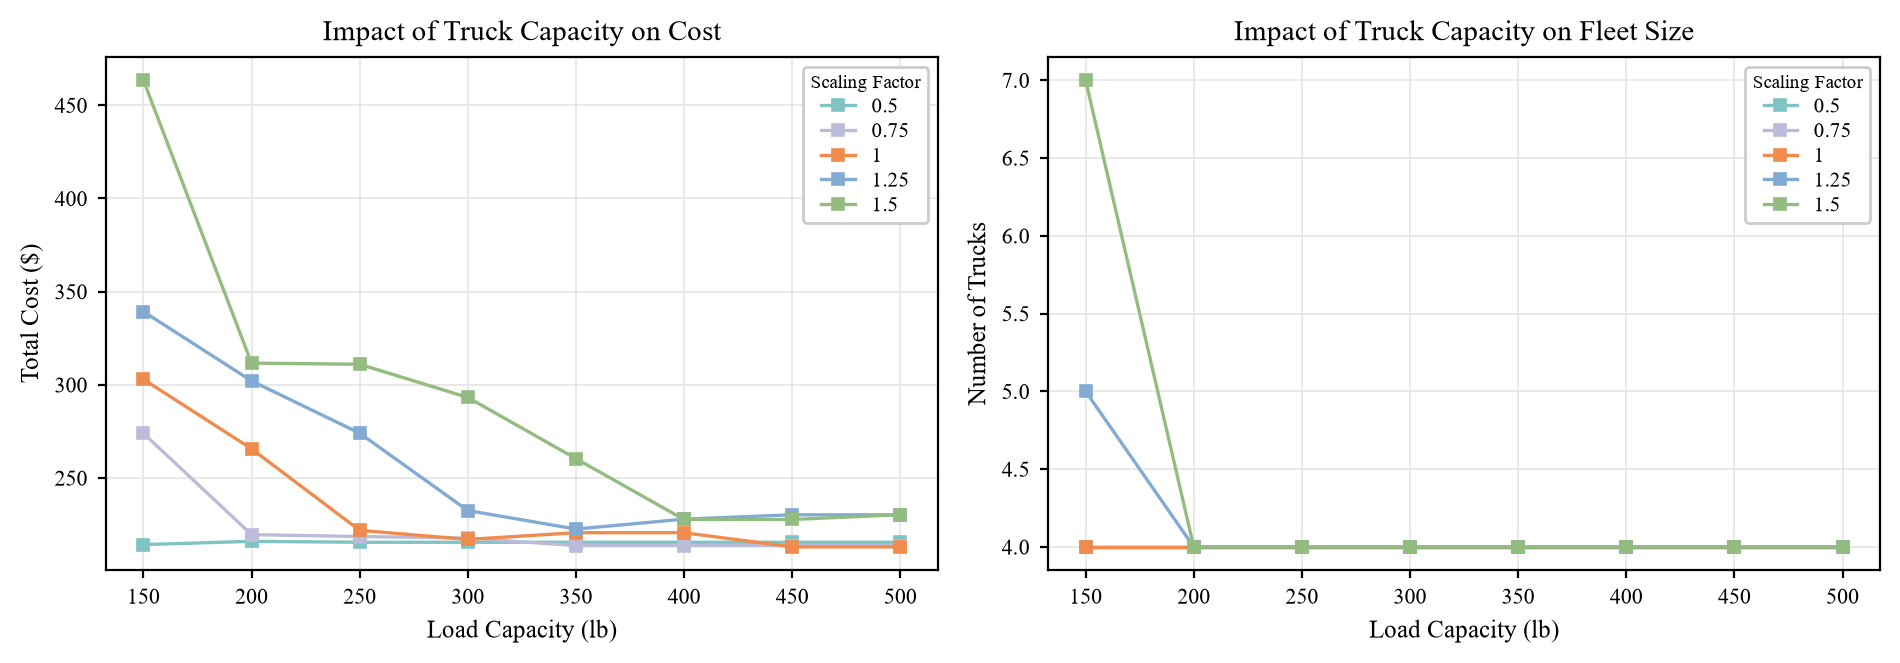 Impact of Truck Capacity on Cost
Total Cost ($)
450
400
350
300
250
150 200 250 300 350 400 450 500
Load Capacity (lb)
Scaling Factor
0.5
0.75
1
1.25
1.5
Impact of Truck Capacity on Fleet Size
Number of Trucks
7.0
6.5
6.0
5.5
5.0
4.5
4.0
150 200 250 300 350 400 450 500
Load Capacity (lb)
Scaling Factor
0.5
0.75
1
1.25
1.5